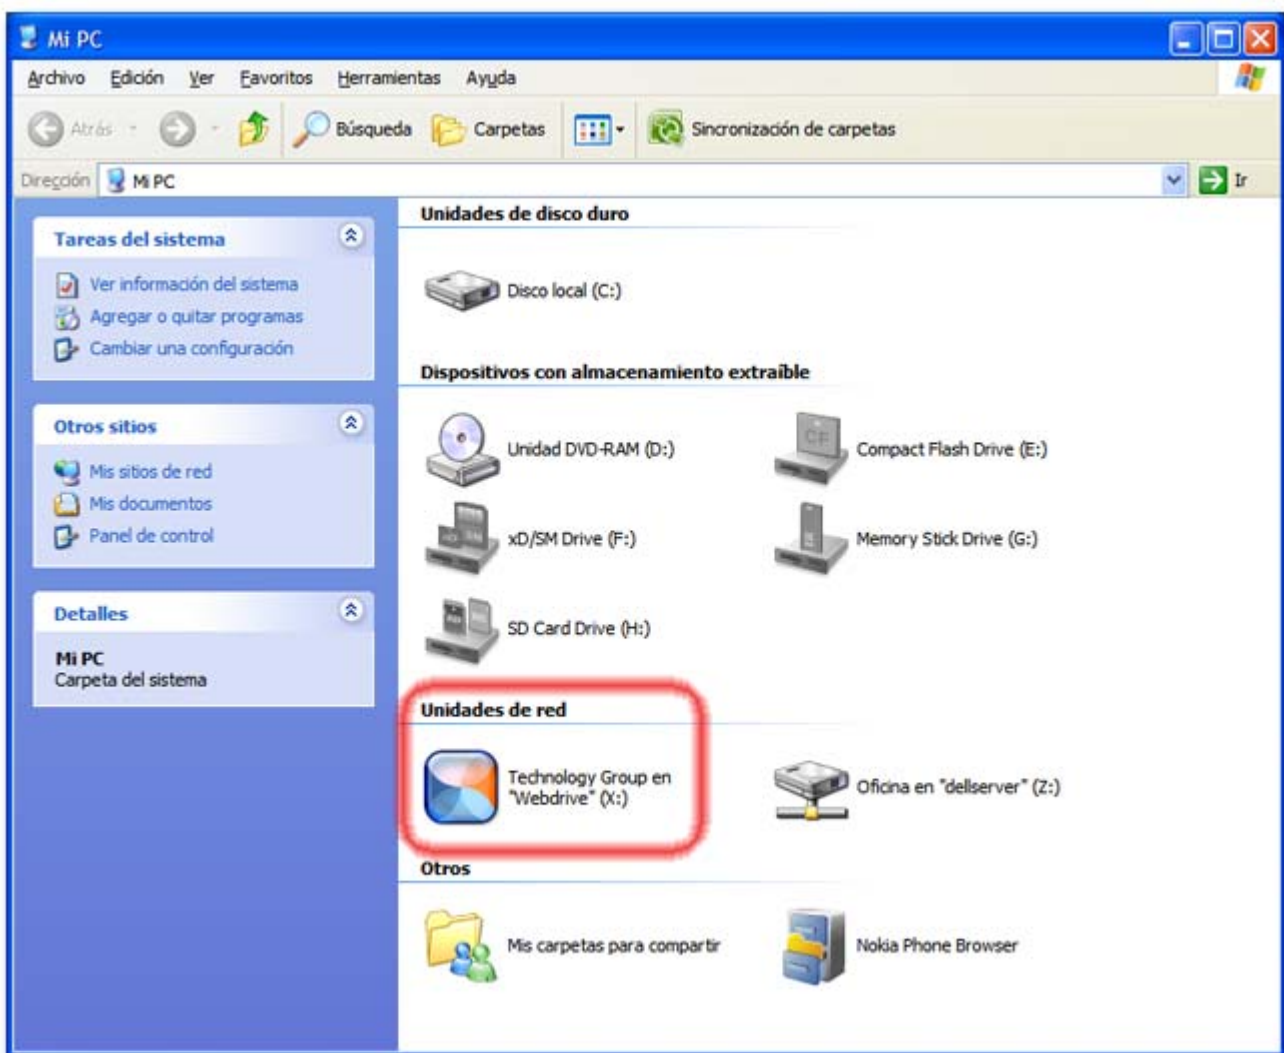 Mi PC
Archivo Edición Ver Favoritos Herramientas Ayuda
Atrás Búsqueda Carpetas Sincronización de carpetas
Dirección Mi PC Ir
Tareas del sistema
Ver información del sistema
Agregar o quitar programas
Cambiar una configuración
Otros sitios
Mis sitios de red
Mis documentos
Panel de control
Detalles
Mi PC
Carpeta del sistema
Unidades de disco duro
Disco local (C:)
Dispositivos con almacenamiento extraíble
Unidad DVD-RAM (D:) Compact Flash Drive (E:)
CF
xD/SM Drive (F:) Memory Stick Drive (G:)
SD Card Drive (H:)
Unidades de red
Technology Group en
"Webdrive" (X:)
Oficina en "dellserver" (Z:)
Otros
Mis carpetas para compartir Nokia Phone Browser